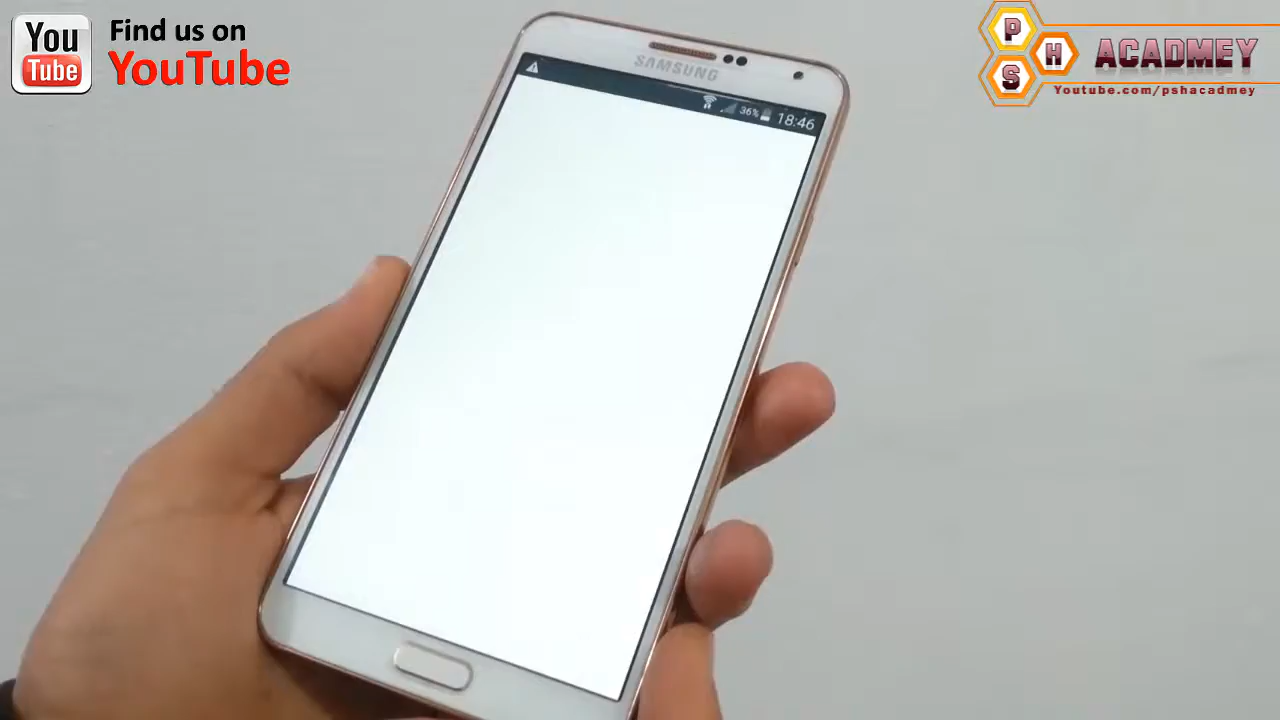 You
Tube
Find us on
YouTube
P
S
H
ACADMEY
Youtube.com/pshacadmey
SAMSUNG
36%
18:46